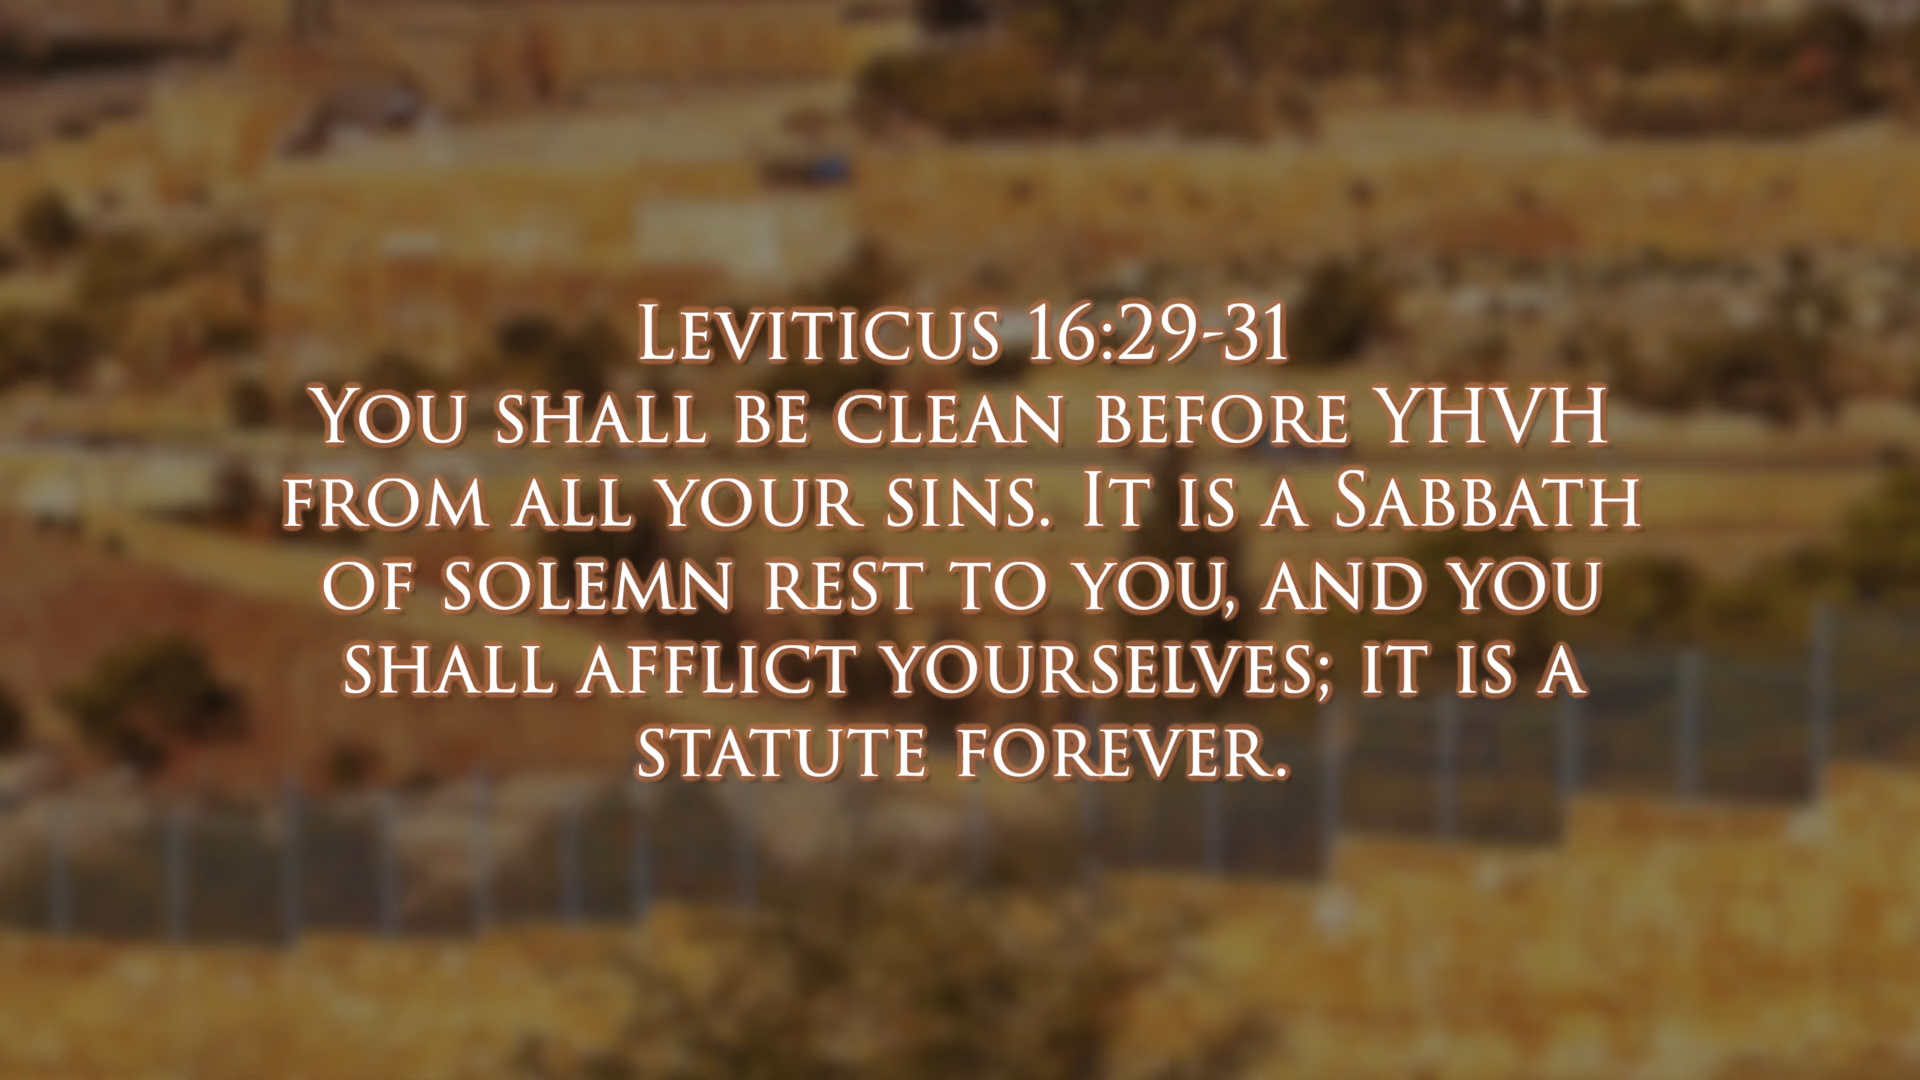 Leviticus 16:29-31
You shall be clean before YHVH
from all your sins. It is a Sabbath
of solemn rest to you, and you
shall afflict yourselves; it is a
statute forever.